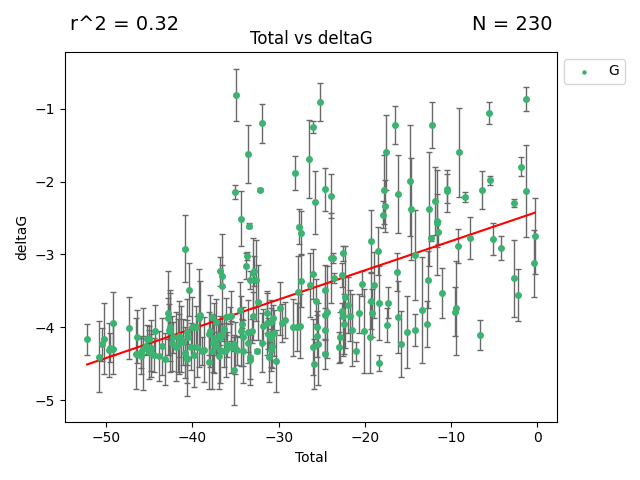 r^2 = 0.32
N = 230
Total vs deltaG
G
−1
−2
−3
−4
−5
deltaG
−50 −40 −30 −20 −10 0
Total